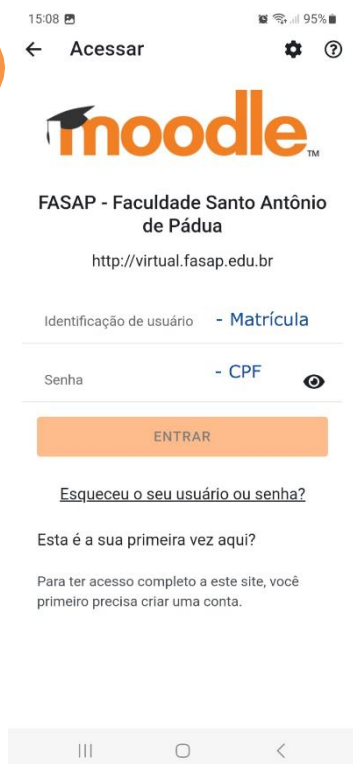 15:08 95%
Acessar
moodle TM
FASAP - Faculdade Santo Antônio
de Pádua
http://virtual.fasap.edu.br
Identificação de usuário - Matrícula
Senha - CPF
ENTRAR
Esqueceu o seu usuário ou senha?
Esta é a sua primeira vez aqui?
Para ter acesso completo a este site, você
primeiro precisa criar uma conta.